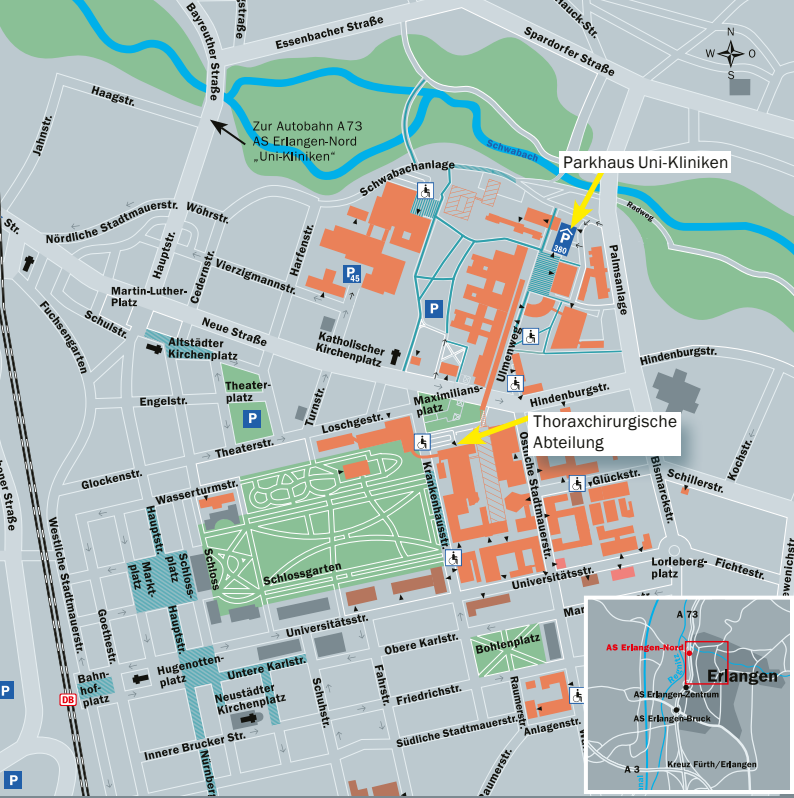 Bayreuther Straße
Essenbacher Straße
Spardorfer Straße
N
W
O
S
Haagstr.
Jahnstr.
Zur Autobahn A 73
AS Erlangen-Nord
„Uni-Kliniken“
Schwabach
Parkhaus Uni-Kliniken
Schwabachanlage
Radweg
Wöhrstr.
Nördliche Stadtmauerstr.
Hauptstr.
Cedernstr.
Vierzigmannstr.
Harfenstr.
P
45
P
380
Palmsanlage
Str.
Martin-Luther-
Platz
Fuchsengarten
Schulstr.
Neue Straße
P
Ulmenweg
Altstädter
Kirchenplatz
Katholischer
Kirchenplatz
Hindenburgstr.
Theater-
platz
P
Engelstr.
Turnstr.
Maximilians-
platz
Hindenburgstr.
Loschgestr.
Thoraxchirurgische
Abteilung
Theaterstr.
Östliche Stadtmauerstr.
Krankenhausstr.
Bismarckstr.
Kochstr.
Glockenstr.
Glückstr.
Schillerstr.
Wasserturmstr.
Westliche Stadtmauerstr.
Hauptstr.
Schloss-
platz
Markt-
platz
Schloss
Schlossgarten
Universitätsstr.
Lorleberg-
platz
Fichtestr.
Goethestr.
Hauptstr.
Universitätsstr.
Obere Karlstr.
Bohlenplatz
Bahn-
hof-
platz
Hugenotten-
platz
Untere Karlstr.
Neustädter
Kirchenplatz
Schuhstr.
Fahrstr.
Friedrichstr.
Raumerstr.
Anlagenstr.
Südliche Stadtmauerstr.
Innere Brucker Str.
P
DB
P
A 73
AS Erlangen-Nord
Erlangen
AS Erlangen-Zentrum
AS Erlangen-Bruck
A 3
Kreuz Fürth/Erlangen